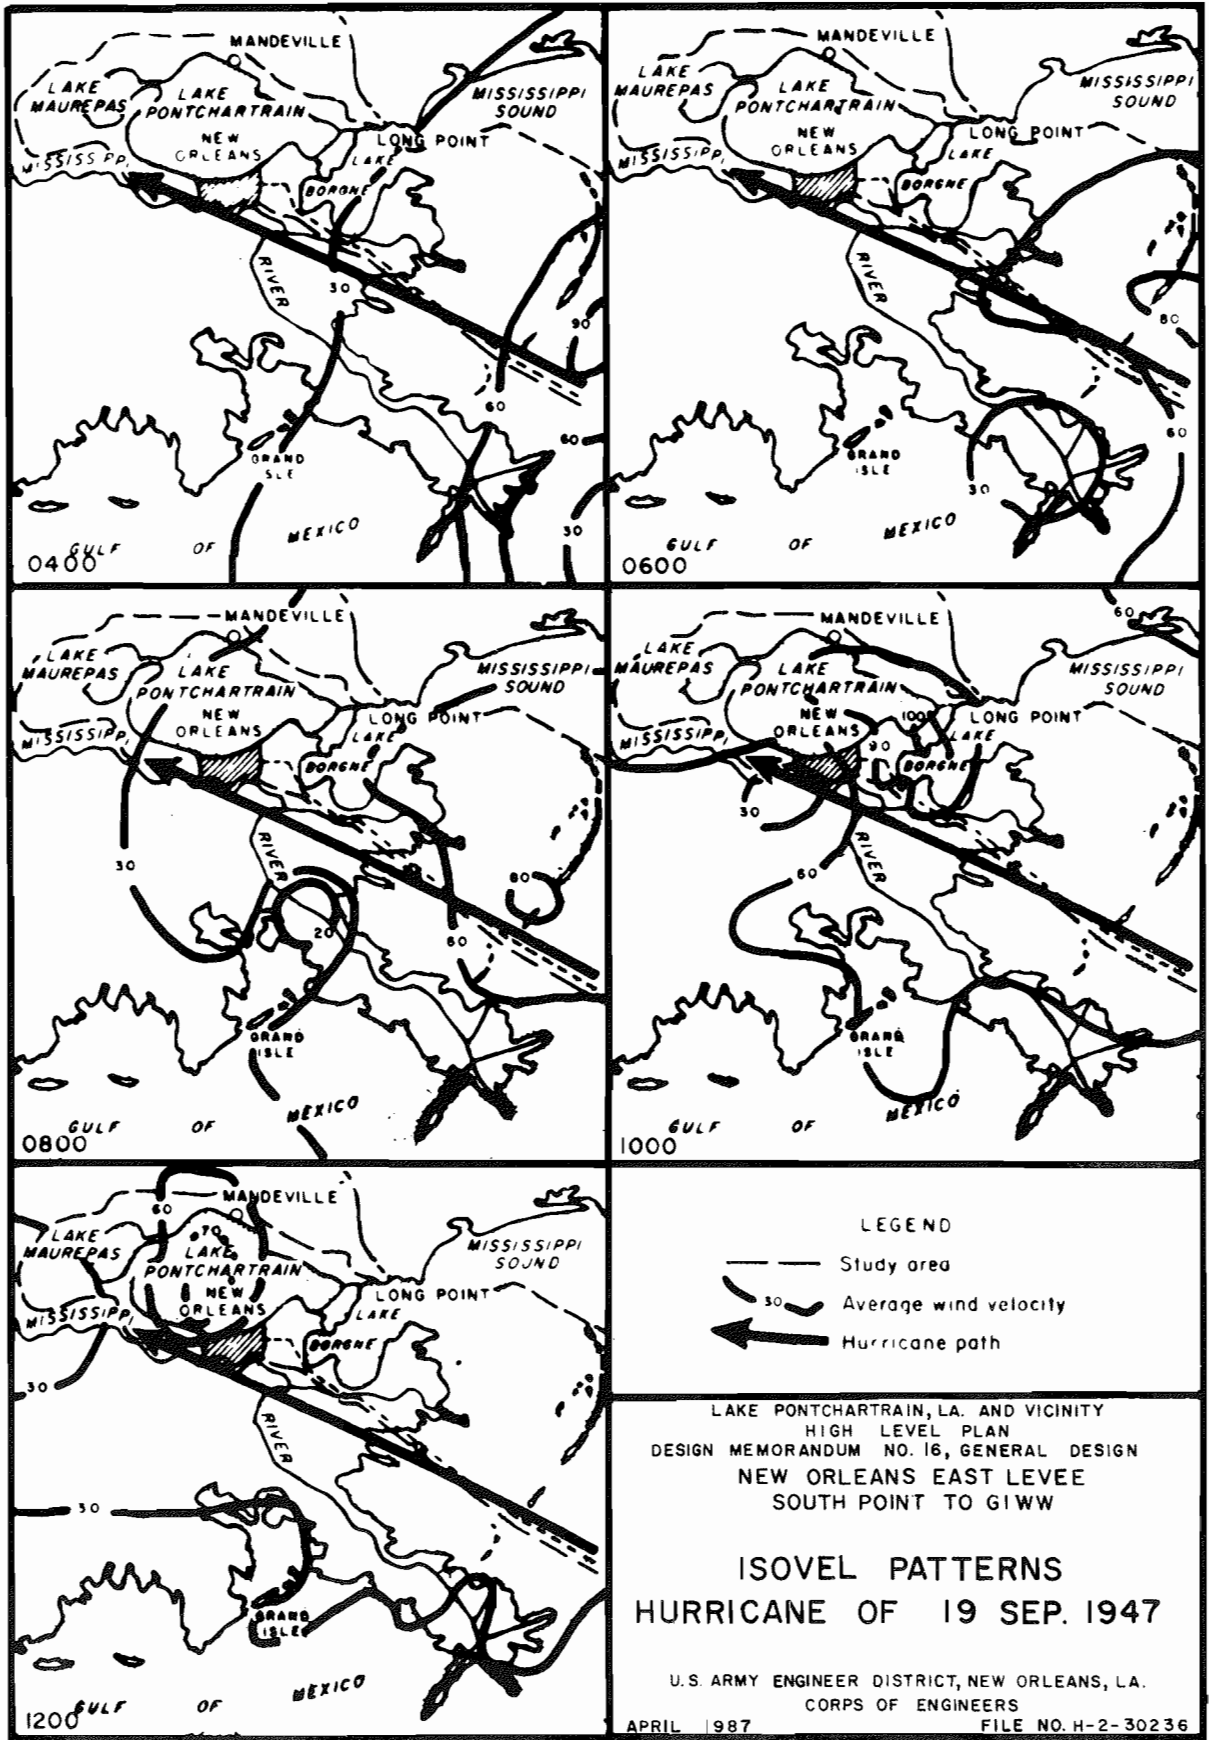 MANDEVILLE
LAKE
MAUREPAS
LAKE
PONTCHARTRAIN
MISSISSIPPI
SOUND
NEW
ORLEANS
LONG POINT
LAKE
BORGNE
MISSISSIPPI
RIVER
30
90
60
60
30
GRAND
ISLE
GULF OF MEXICO
0400
MANDEVILLE
LAKE
MAUREPAS
LAKE
PONTCHARTRAIN
MISSISSIPPI
SOUND
NEW
ORLEANS
LONG POINT
LAKE
BORGNE
MISSISSIPPI
RIVER
80
60
30
GRAND
ISLE
GULF OF MEXICO
0600
MANDEVILLE
LAKE
MAUREPAS
LAKE
PONTCHARTRAIN
MISSISSIPPI
SOUND
NEW
ORLEANS
LONG POINT
LAKE
BORGNE
MISSISSIPPI
RIVER
30
20
60
GRAND
ISLE
GULF OF MEXICO
0800
60
MANDEVILLE
LAKE
MAUREPAS
LAKE
PONTCHARTRAIN
MISSISSIPPI
SOUND
NEW
ORLEANS
100
LONG POINT
LAKE
90
BORGNE
MISSISSIPPI
30
RIVER
60
GRAND
ISLE
GULF OF MEXICO
1000
60
MANDEVILLE
70
LAKE
MAUREPAS
LAKE
PONTCHARTRAIN
MISSISSIPPI
SOUND
NEW
ORLEANS
LONG POINT
LAKE
BORGNE
MISSISSIPPI
30
RIVER
30
GRAND
ISLE
GULF OF MEXICO
1200
LEGEND
Study area
30 Average wind velocity
Hurricane path
LAKE PONTCHARTRAIN, LA. AND VICINITY
HIGH LEVEL PLAN
DESIGN MEMORANDUM NO. 16, GENERAL DESIGN
NEW ORLEANS EAST LEVEE
SOUTH POINT TO GIWW
ISOVEL PATTERNS
HURRICANE OF 19 SEP. 1947
U.S. ARMY ENGINEER DISTRICT, NEW ORLEANS, LA.
CORPS OF ENGINEERS
APRIL 1987 FILE NO. H-2-30236